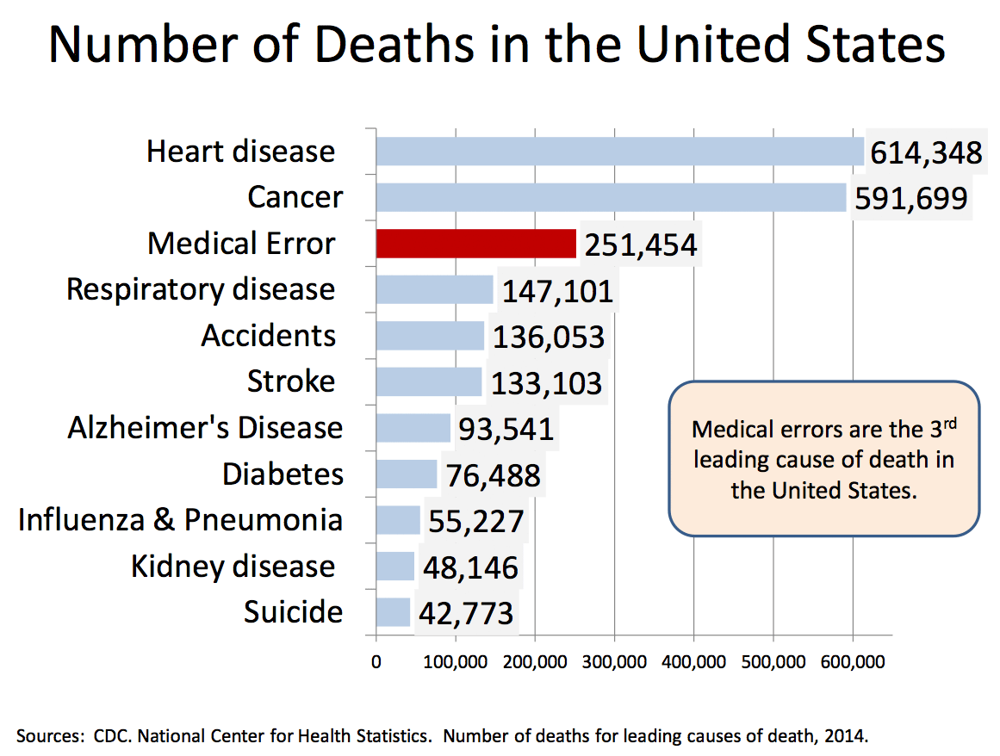 Number of Deaths in the United States
Heart disease 614,348
Cancer 591,699
Medical Error 251,454
Respiratory disease 147,101
Accidents 136,053
Stroke 133,103
Alzheimer's Disease 93,541
Diabetes 76,488
Influenza & Pneumonia 55,227
Kidney disease 48,146
Suicide 42,773
0 100,000 200,000 300,000 400,000 500,000 600,000
Medical errors are the 3rd
leading cause of death in
the United States.
Sources: CDC. National Center for Health Statistics. Number of deaths for leading causes of death, 2014.